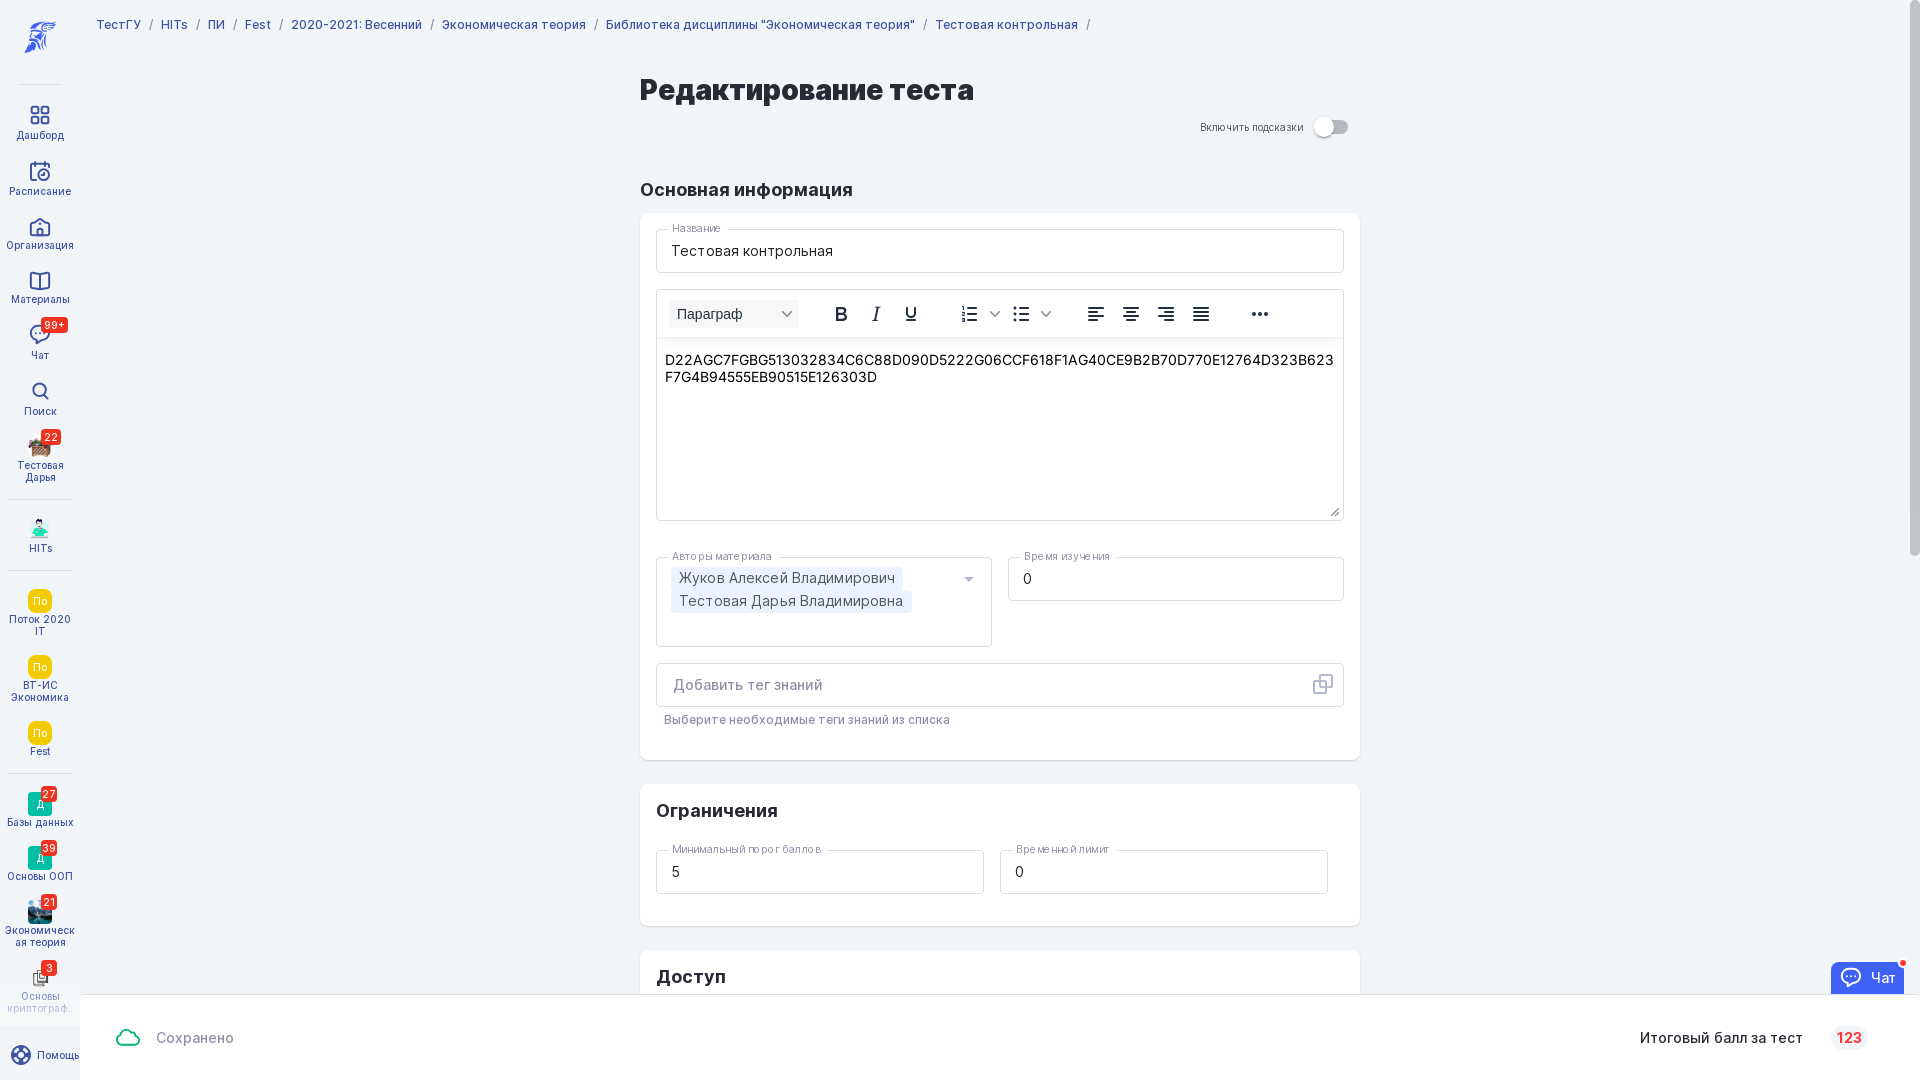 ТестГУ / HITs / ПИ / Fest / 2020-2021: Весенний / Экономическая теория / Библиотека дисциплины "Экономическая теория" / Тестовая контрольная /
Дашборд
Расписание
Организация
Материалы
99+
Чат
Поиск
22
Тестовая
Дарья
HITs
По
Поток 2020
IT
По
ВТ-ИС
Экономика
По
Fest
27
Д
Базы данных
39
Д
Основы ООП
21
Экономическ
ая теория
3
Основы
криптограф...
Помощь
Редактирование теста
Включить подсказки
Основная информация
Название
Тестовая контрольная
Параграф
D22AGC7FGBG513032834C6C88D090D5222G06CCF618F1AG40CE9B2B70D770E12764D323B623
F7G4B94555EB90515E126303D
Авторы материала
Жуков Алексей Владимирович
Тестовая Дарья Владимировна
Время изучения
0
Добавить тег знаний
Выберите необходимые теги знаний из списка
Ограничения
Минимальный порог баллов
5
Временной лимит
0
Доступ
Чат
Сохранено
Итоговый балл за тест 123